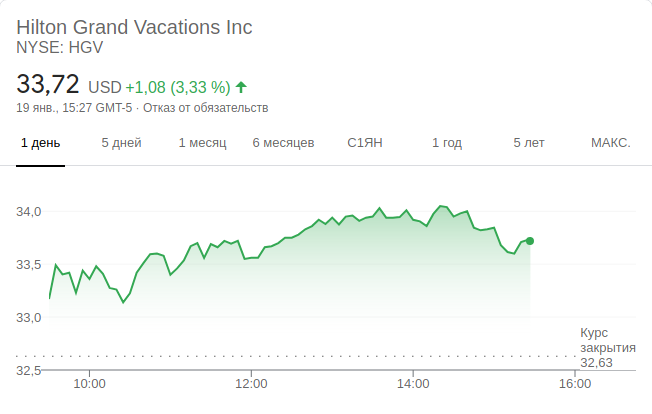 Hilton Grand Vacations Inc
NYSE: HGV
33,72 USD +1,08 (3,33 %)
19 янв., 15:27 GMT-5 · Отказ от обязательств
1 день 5 дней 1 месяц 6 месяцев С1ЯН 1 год 5 лет МАКС.
34,0
33,5
33,0
Курс
закрытия
32,63
32,5
10:00 12:00 14:00 16:00